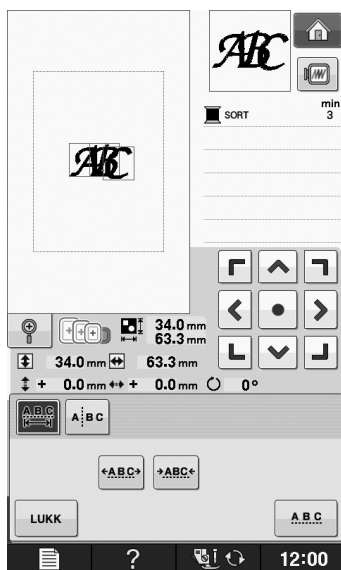 ABC
SORT
min
3
ABC
34.0 mm
63.3 mm
34.0 mm 63.3 mm
+ 0.0 mm + 0.0 mm 0°
ABC
A BC
ABC ABC
LUKK
ABC
? 12:00